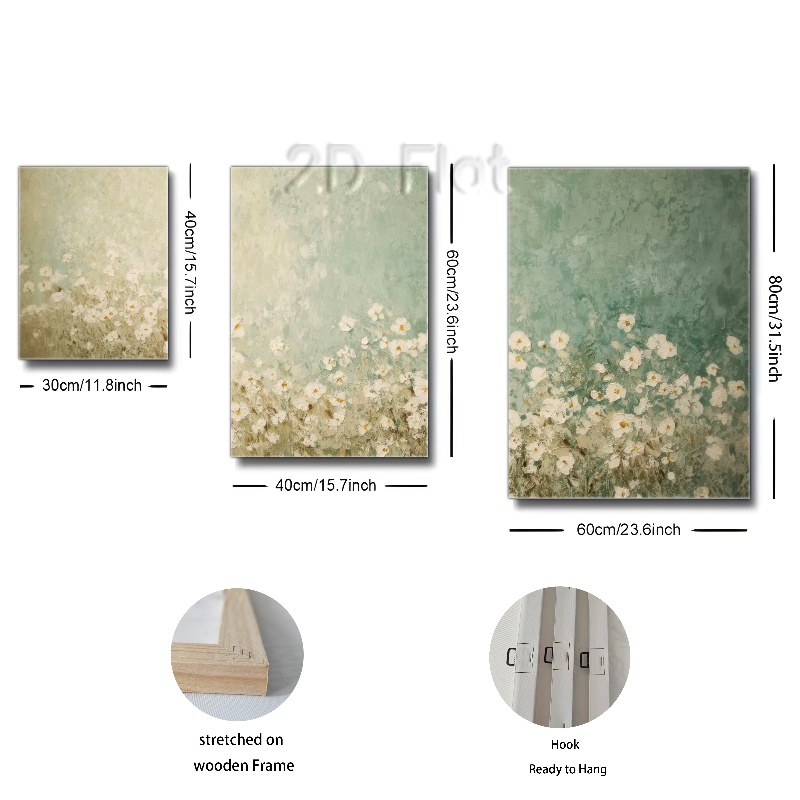 2D Flat
40cm/15.7inch
30cm/11.8inch
60cm/23.6inch
40cm/15.7inch
80cm/31.5inch
60cm/23.6inch
stretched on
wooden Frame
Hook
Ready to Hang